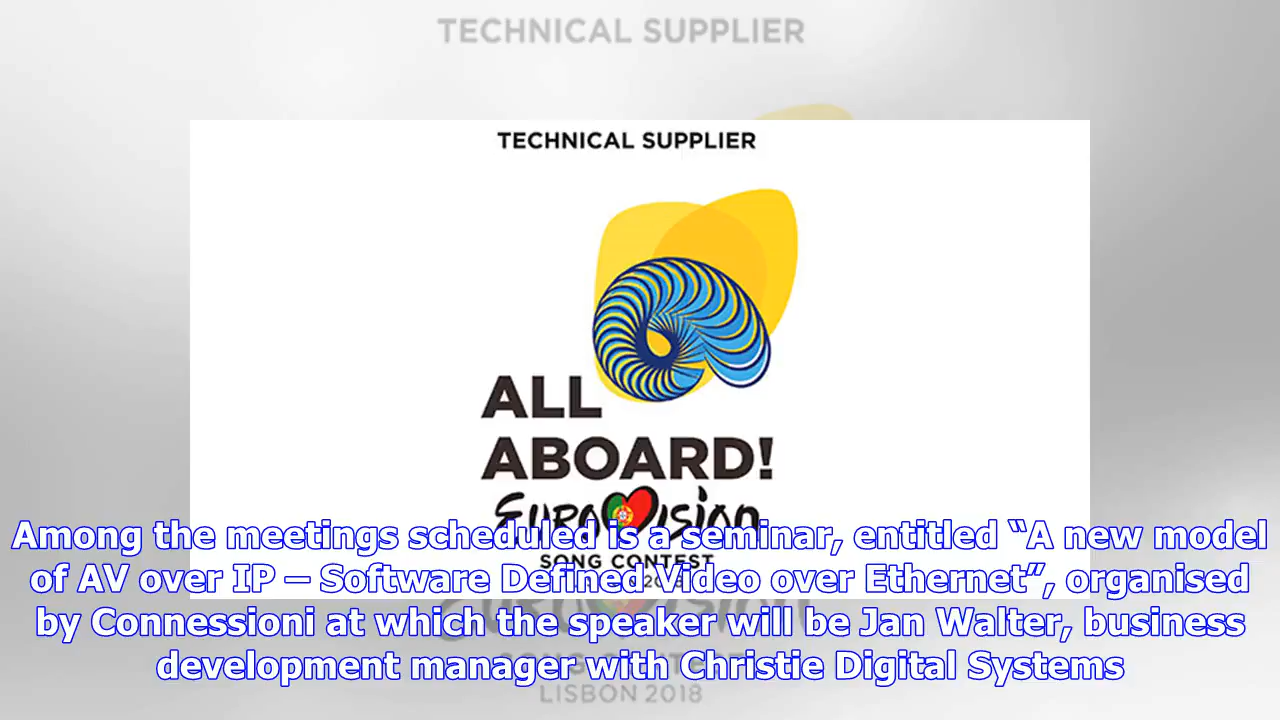 TECHNICAL SUPPLIER
TECHNICAL SUPPLIER
ALL
ABOARD!
EUROVISION
SONG CONTEST
Among the meetings scheduled is a seminar, entitled “A new model
of AV over IP – Software Defined Video over Ethernet”, organised
by Connessioni at which the speaker will be Jan Walter, business
development manager with Christie Digital Systems
LISBON 2018